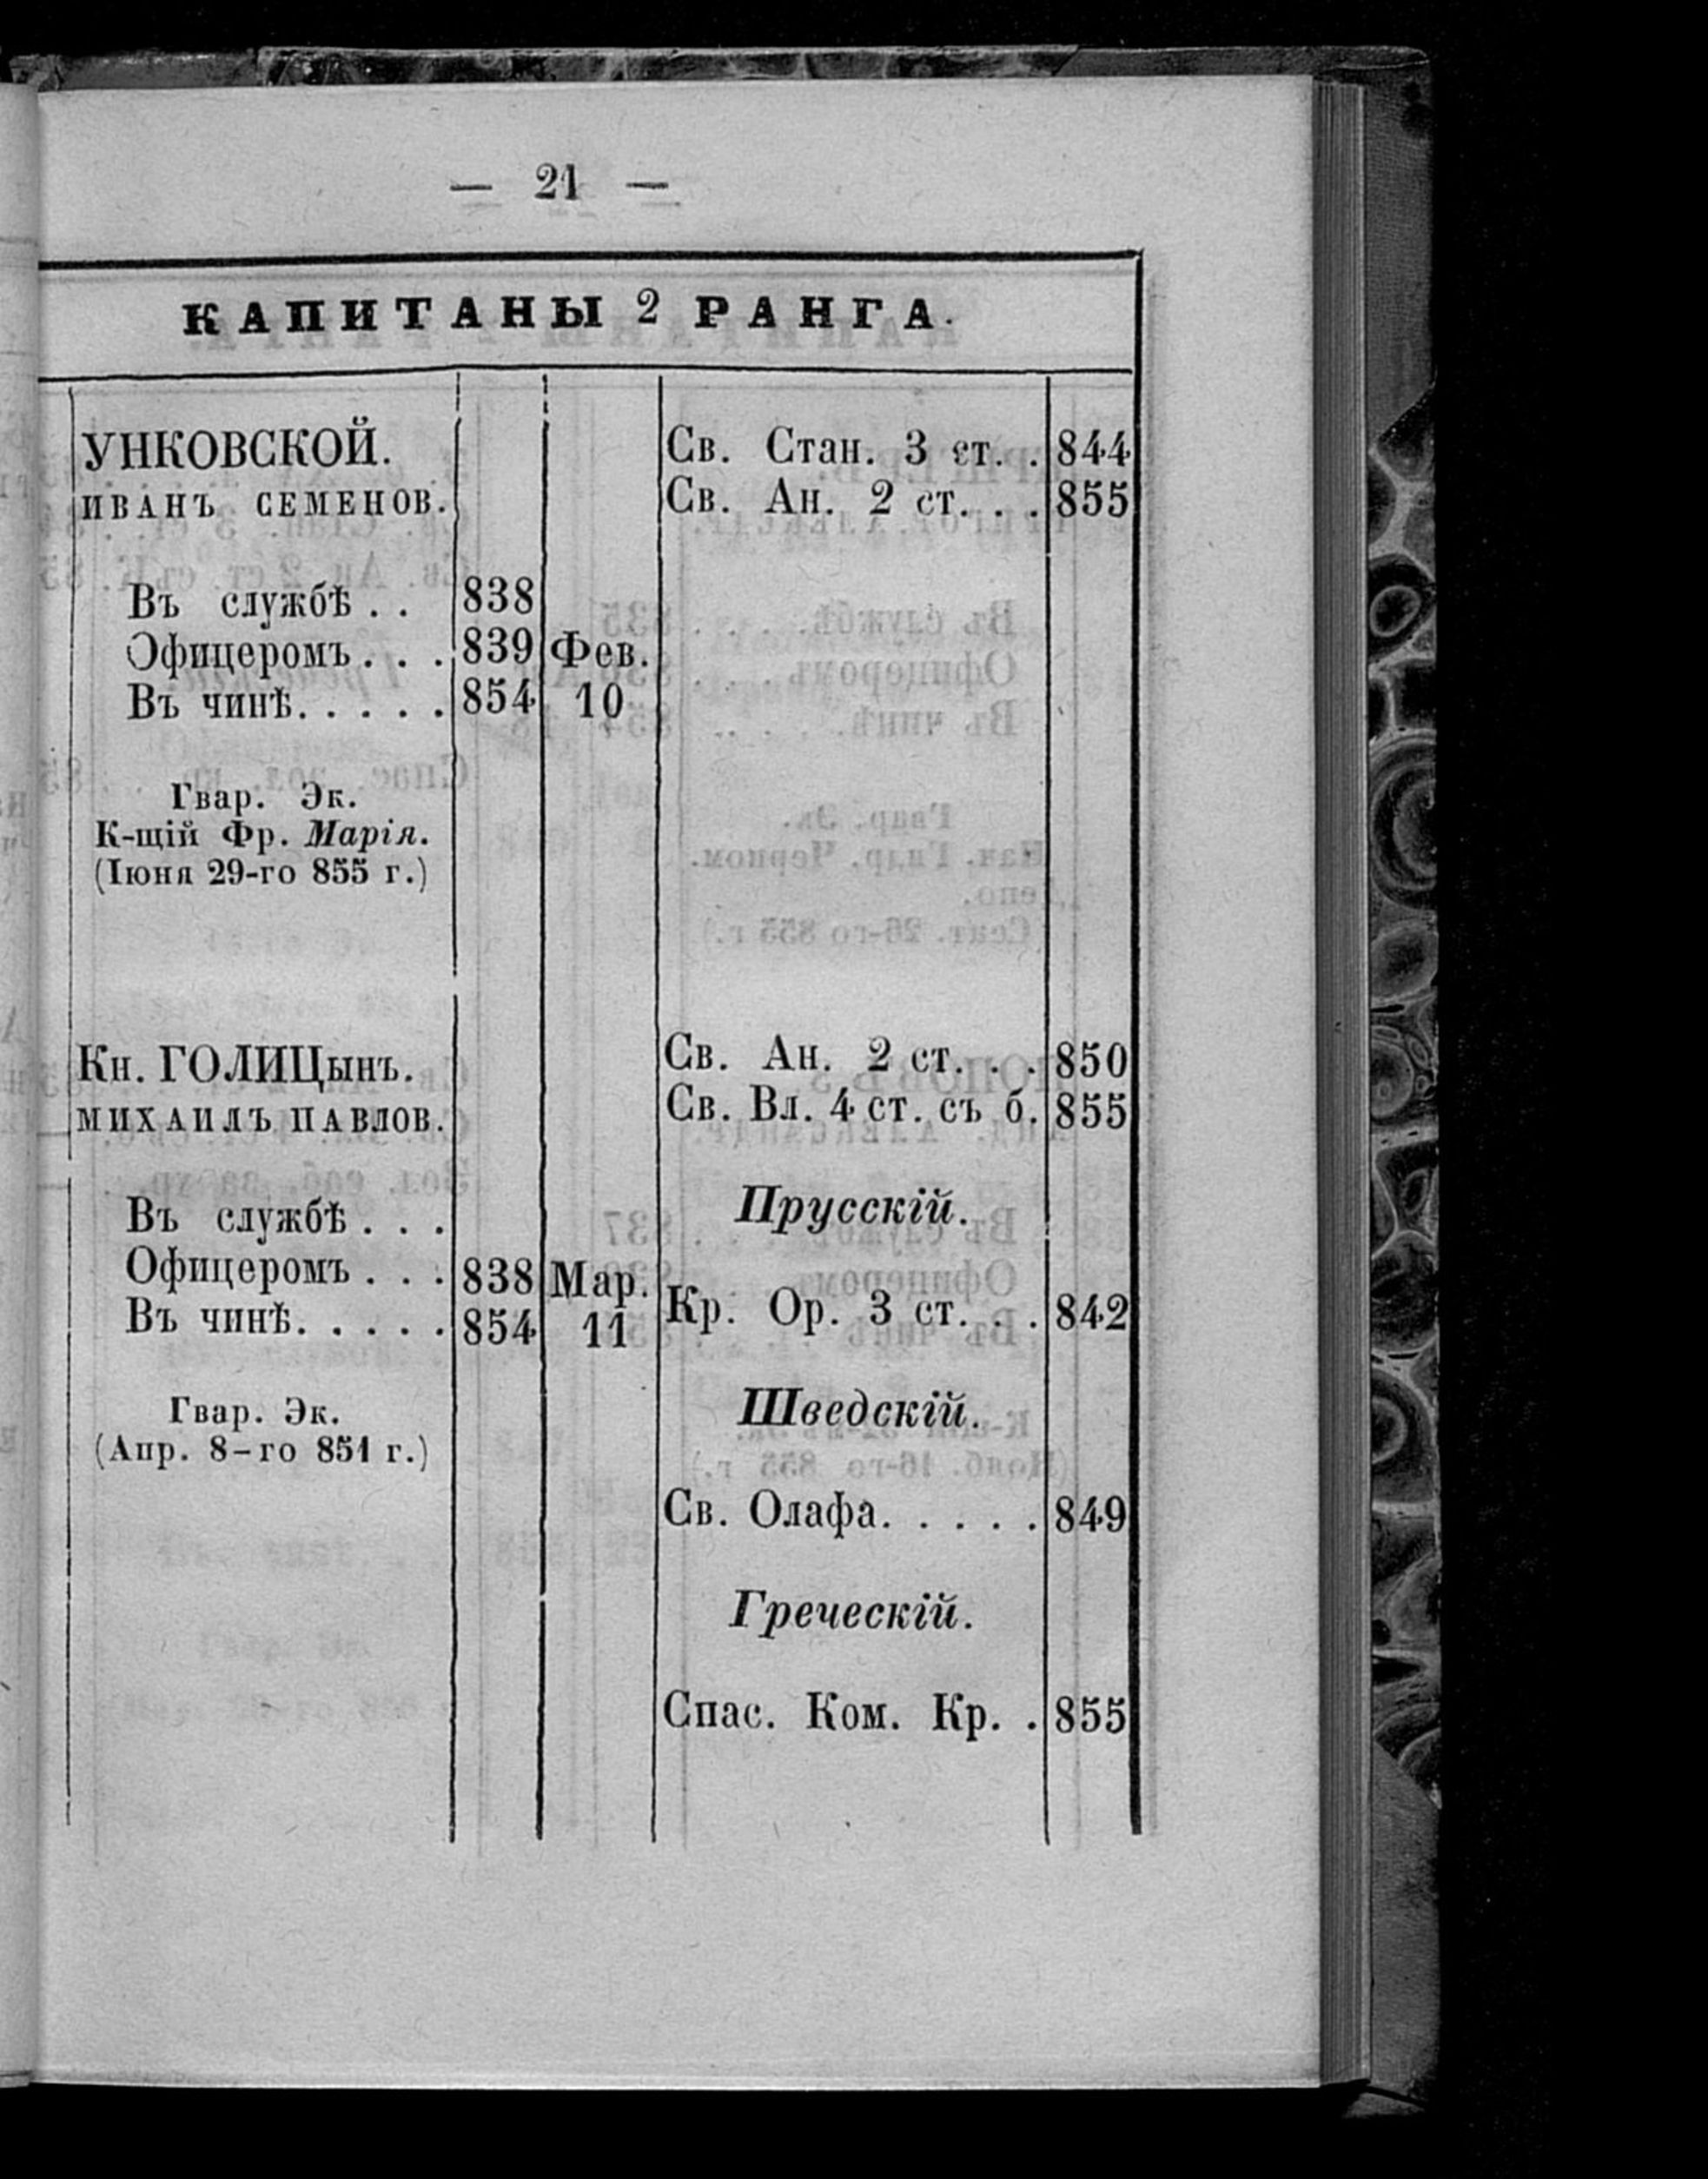 — 21 —
КАПИТАНЫ 2 РАНГА.
УНКОВСКОЙ.
ИВАНЪ СЕМЕНОВ.
Въ службѣ . . 838
Офицеромъ . . . 839 Фев.
Въ чинѣ. . . . . 854 10
Гвар. Эк.
К-щій Фр. Марія.
(Іюня 29-го 855 г.)
Св. Стан. 3 ст. . 844
Св. Ан. 2 ст. . . 855
Кн. ГОЛИЦынъ.
МИХАИЛЪ ПАВЛОВ.
Въ службѣ . . .
Офицеромъ . . . 838 Мар.
Въ чинѣ. . . . . 854 11
Гвар. Эк.
(Апр. 8-го 851 г.)
Св. Ан. 2 ст. . . 850
Св. Вл. 4 ст. съ б. 855
Прусскій.
Кр. Ор. 3 ст. . . 842
Шведскій.
Св. Олафа. . . . . 849
Греческій.
Спас. Ком. Кр. . 855